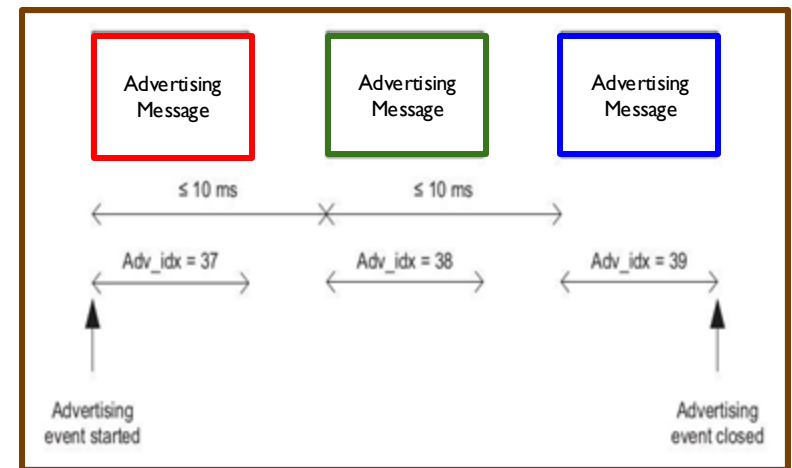 Advertising
Message
Advertising
Message
Advertising
Message
≤ 10 ms
≤ 10 ms
Adv_idx = 37
Adv_idx = 38
Adv_idx = 39
Advertising
event started
Advertising
event closed